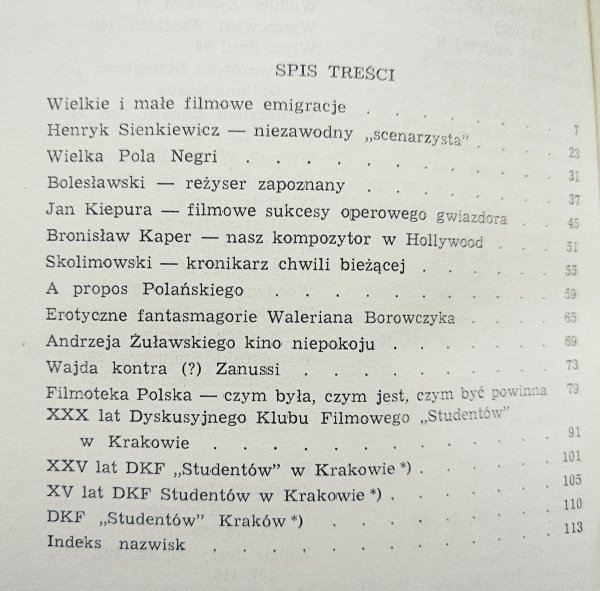 SPIS TREŚCI
Wielkie i małe filmowe emigracje . . . . . . . 7
Henryk Sienkiewicz — niezawodny „scenarzysta” . . . 23
Wielka Pola Negri . . . . . . . . . . 31
Bolesławski — reżyser zapoznany . . . . . . . 37
Jan Kiepura — filmowe sukcesy operowego gwiazdora . . 45
Bronisław Kaper — nasz kompozytor w Hollywood . . . 51
Skolimowski — kronikarz chwili bieżącej . . . . . 55
A propos Polańskiego . . . . . . . . . 59
Erotyczne fantasmagorie Waleriana Borowczyka . . . . 65
Andrzeja Żuławskiego kino niepokoju . . . . . . 69
Wajda kontra (?) Zanussi . . . . . . . . 73
Filmoteka Polska — czym była, czym jest, czym być powinna 79
XXX lat Dyskusyjnego Klubu Filmowego „Studentów”
w Krakowie . . . . . . . . . . . 91
XXV lat DKF „Studentów” w Krakowie *) . . . . . 101
XV lat DKF Studentów w Krakowie *) . . . . . . 105
DKF „Studentów” Kraków *) . . . . . . . . 110
Indeks nazwisk . . . . . . . . . . . 113